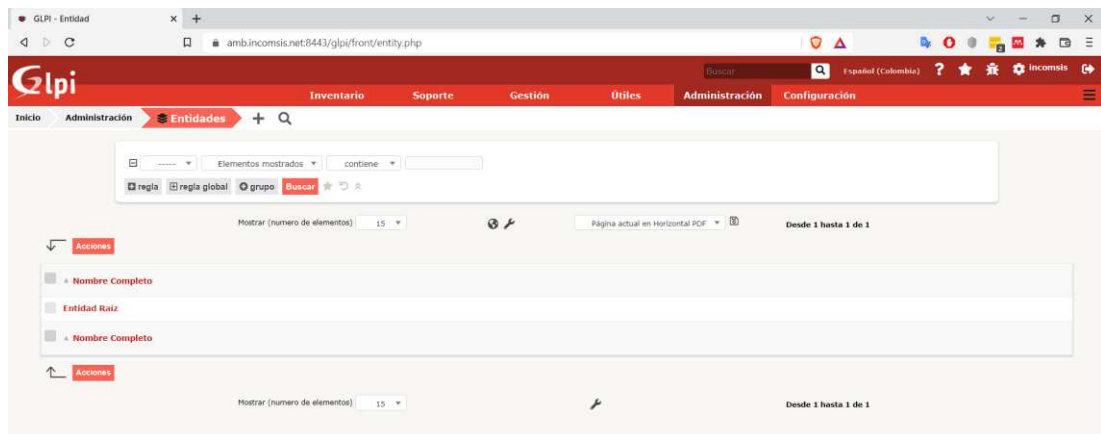 GLPI - Entidad
amb.incomsis.net:8443/glpi/front/entity.php
2
Glpi
Buscar Español (Colombia) ? incomsis
Inventario Soporte Gestión Útiles Administración Configuración
Inicio Administración Entidades + 
----- Elementos mostrados contiene
regla regla global grupo Buscar
Mostrar (numero de elementos) 15 Página actual en Horizontal PDF Desde 1 hasta 1 de 1
Acciones
Nombre Completo
Entidad Raíz
Nombre Completo
Acciones
Mostrar (numero de elementos) 15 Desde 1 hasta 1 de 1